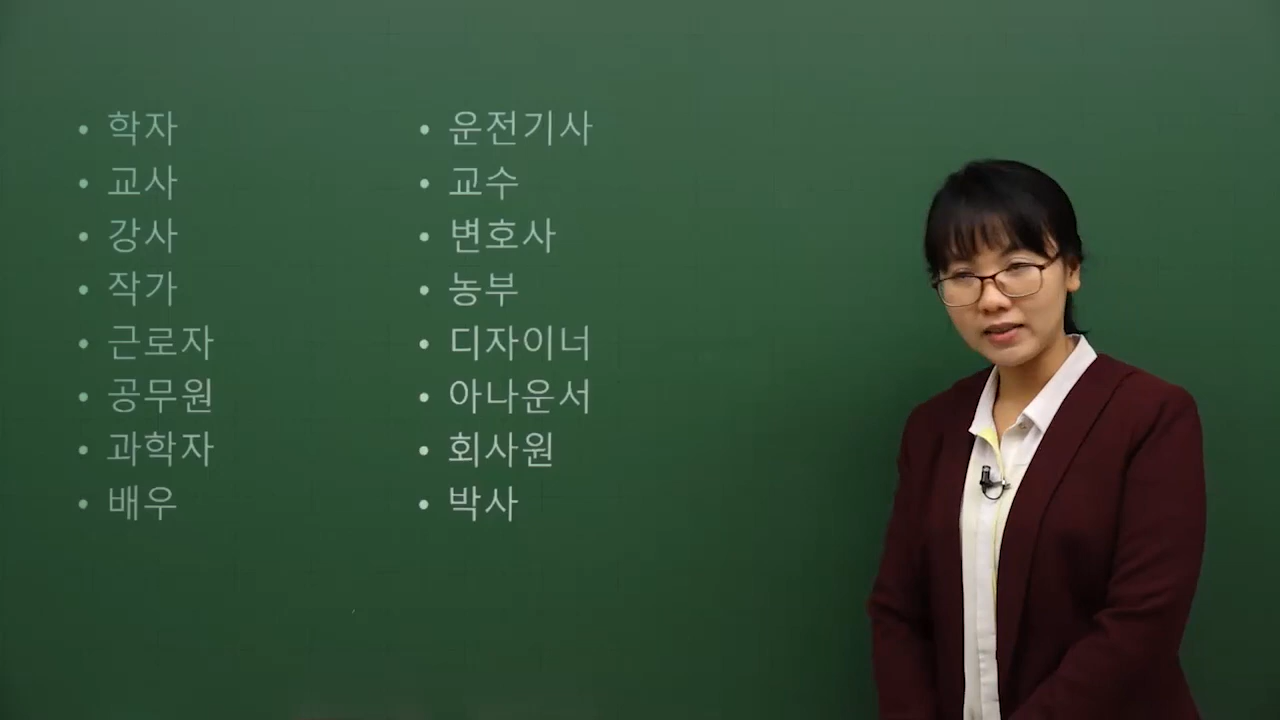 • 학자
• 교사
• 강사
• 작가
• 근로자
• 공무원
• 과학자
• 배우
• 운전기사
• 교수
• 변호사
• 농부
• 디자이너
• 아나운서
• 회사원
• 박사